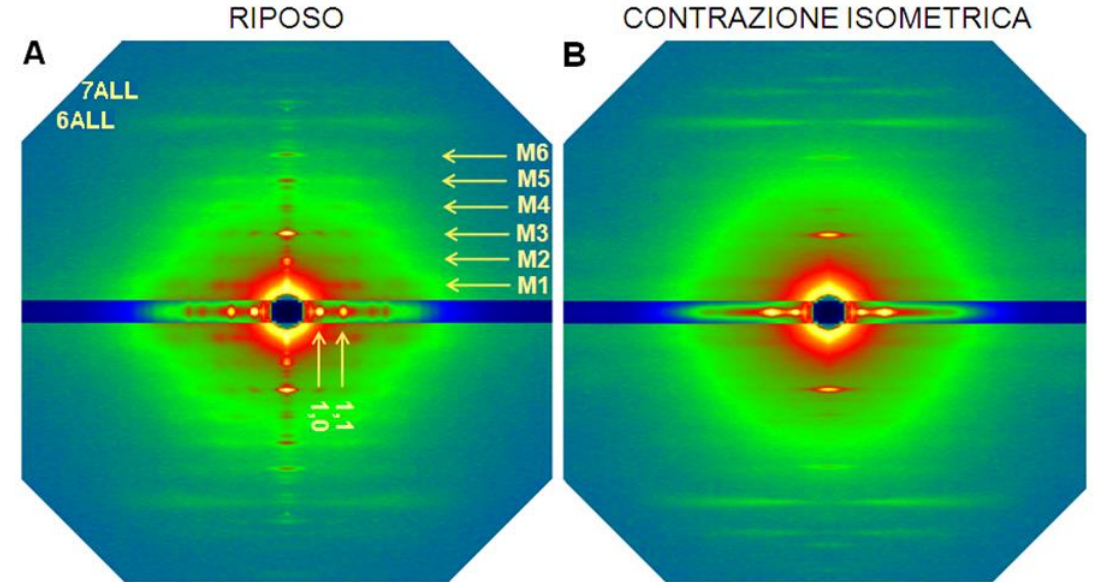 RIPOSO
CONTRAZIONE ISOMETRICA
A
B
7ALL
6ALL
M6
M5
M4
M3
M2
M1
1,0
1,1